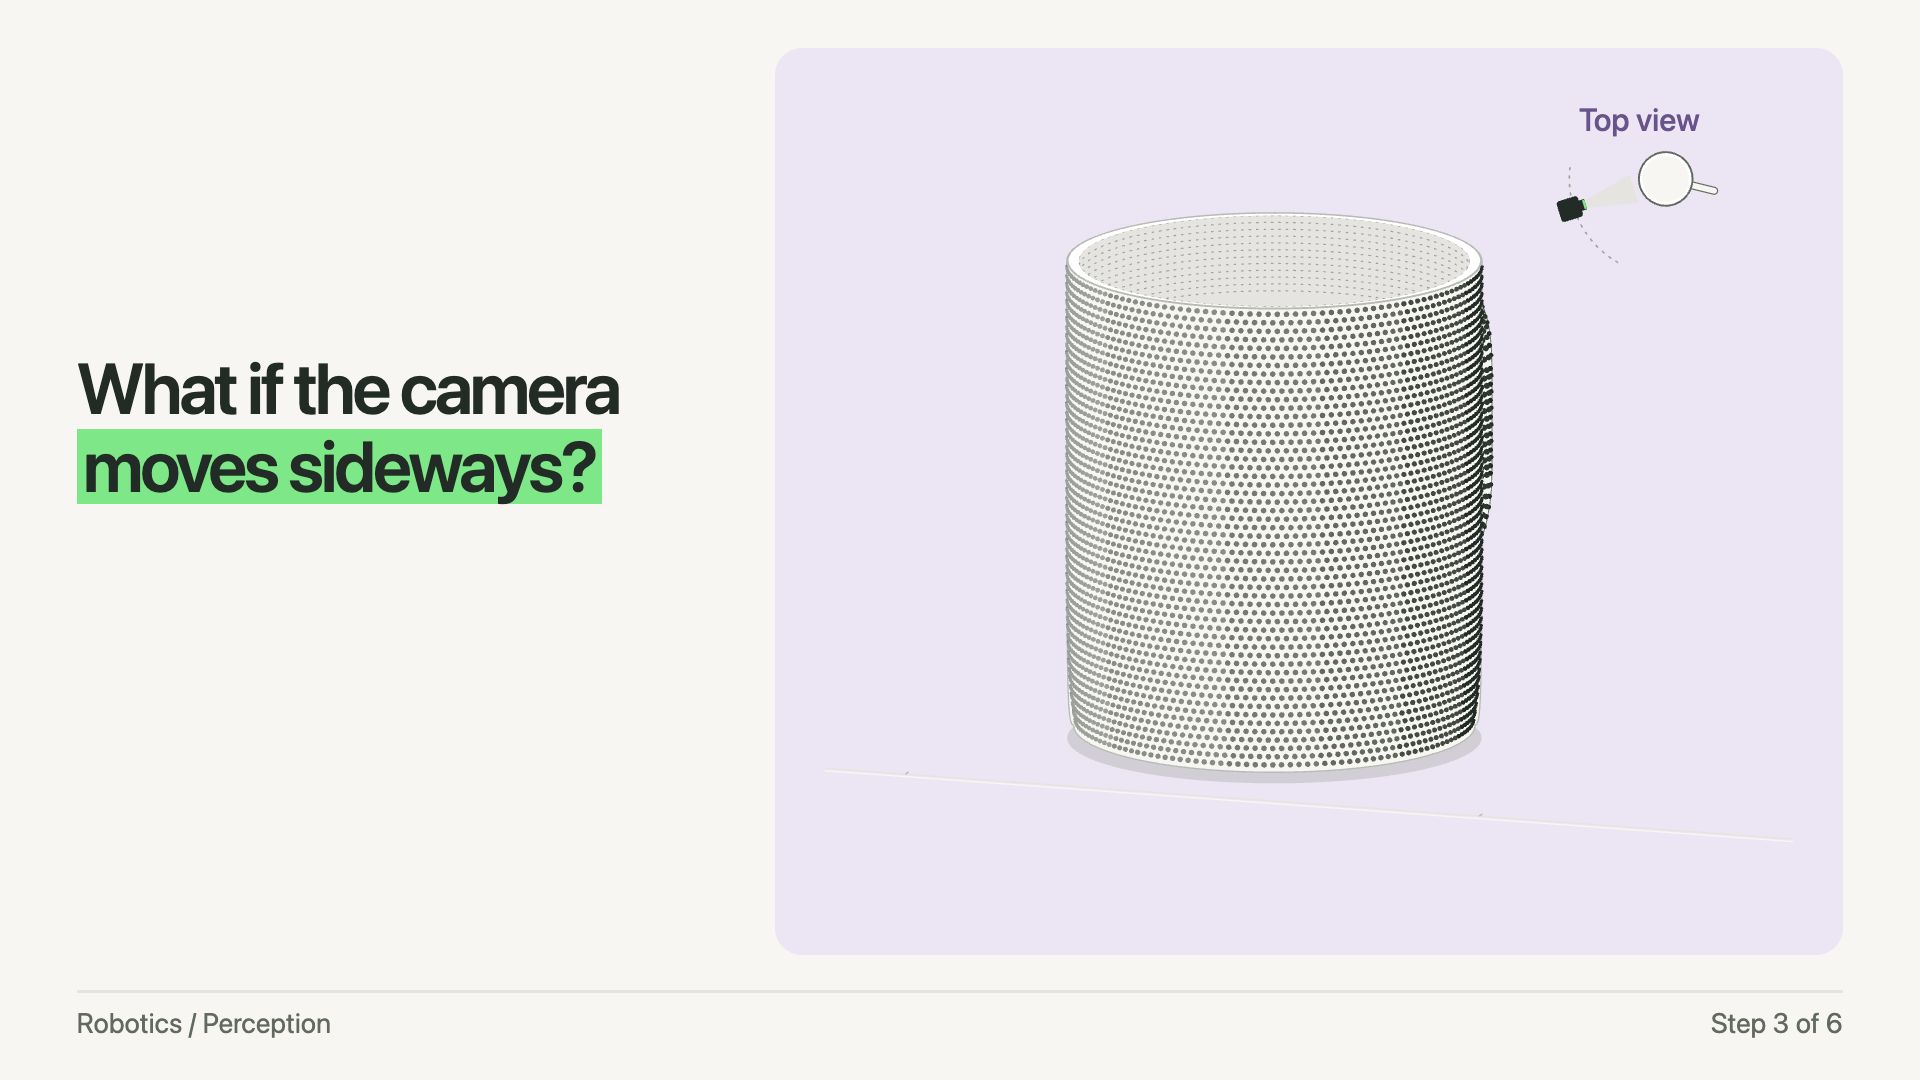 What if the camera
moves sideways?
Top view
Robotics / Perception
Step 3 of 6